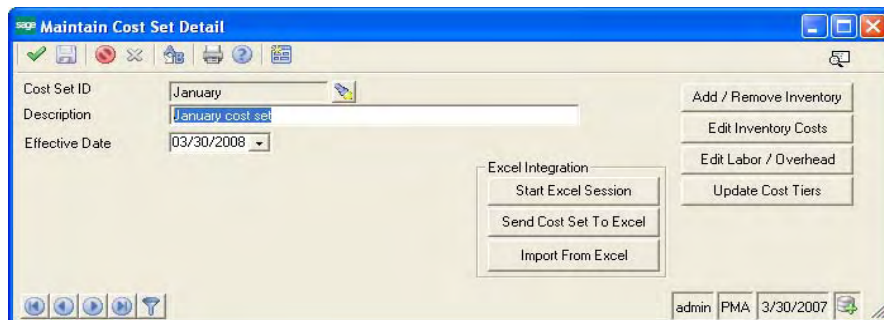 sage Maintain Cost Set Detail
Cost Set ID January
Description January cost set
Effective Date 03/30/2008
Add / Remove Inventory
Edit Inventory Costs
Edit Labor / Overhead
Update Cost Tiers
Excel Integration
Start Excel Session
Send Cost Set To Excel
Import From Excel
admin PMA 3/30/2007